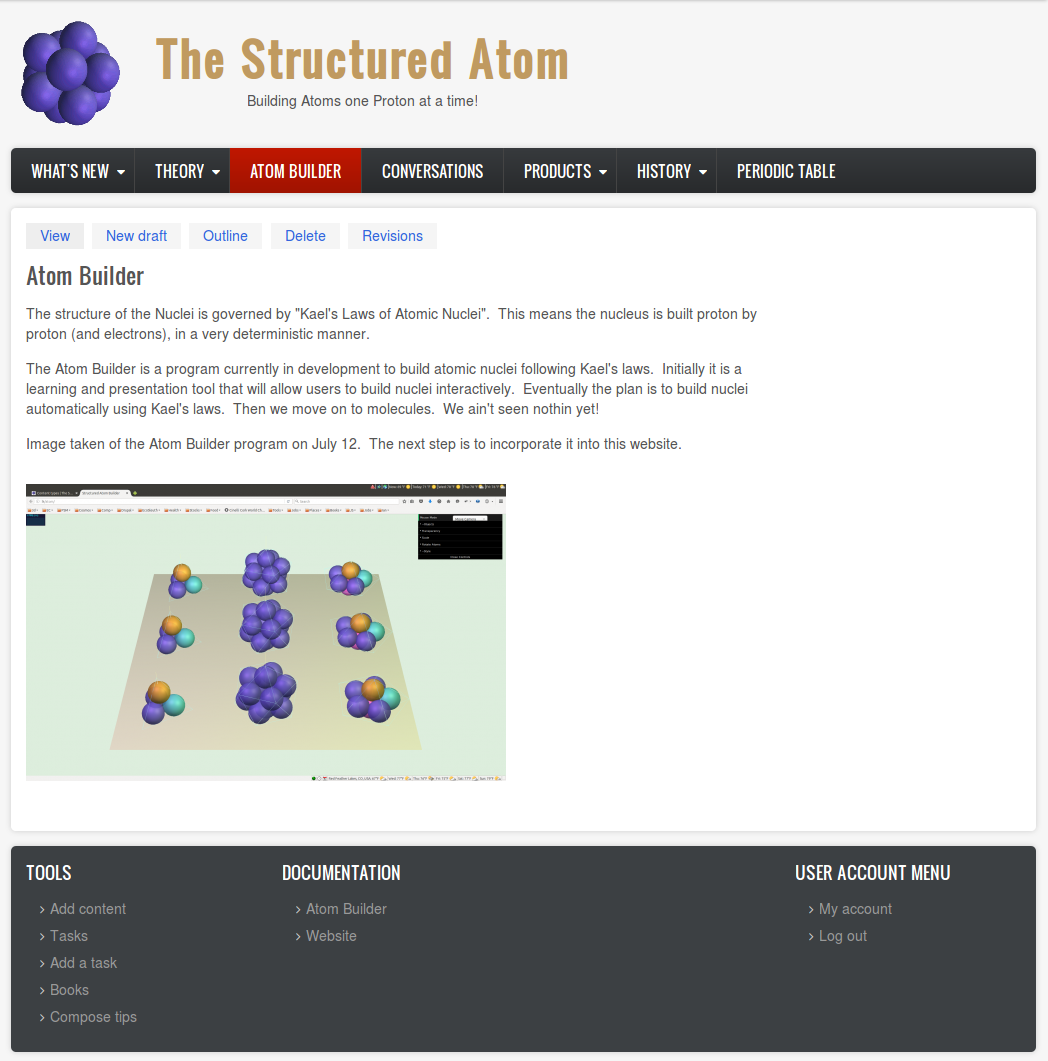 The Structured Atom
Building Atoms one Proton at a time!
WHAT'S NEW THEORY ATOM BUILDER CONVERSATIONS PRODUCTS HISTORY PERIODIC TABLE
View New draft Outline Delete Revisions
Atom Builder
The structure of the Nuclei is governed by "Kael's Laws of Atomic Nuclei". This means the nucleus is built proton by
proton (and electrons), in a very deterministic manner.
The Atom Builder is a program currently in development to build atomic nuclei following Kael's laws. Initially it is a
learning and presentation tool that will allow users to build nuclei interactively. Eventually the plan is to build nuclei
automatically using Kael's laws. Then we move on to molecules. We ain't seen nothin yet!
Image taken of the Atom Builder program on July 12. The next step is to incorporate it into this website.
TOOLS
Add content
Tasks
Add a task
Books
Compose tips
DOCUMENTATION
Atom Builder
Website
USER ACCOUNT MENU
My account
Log out